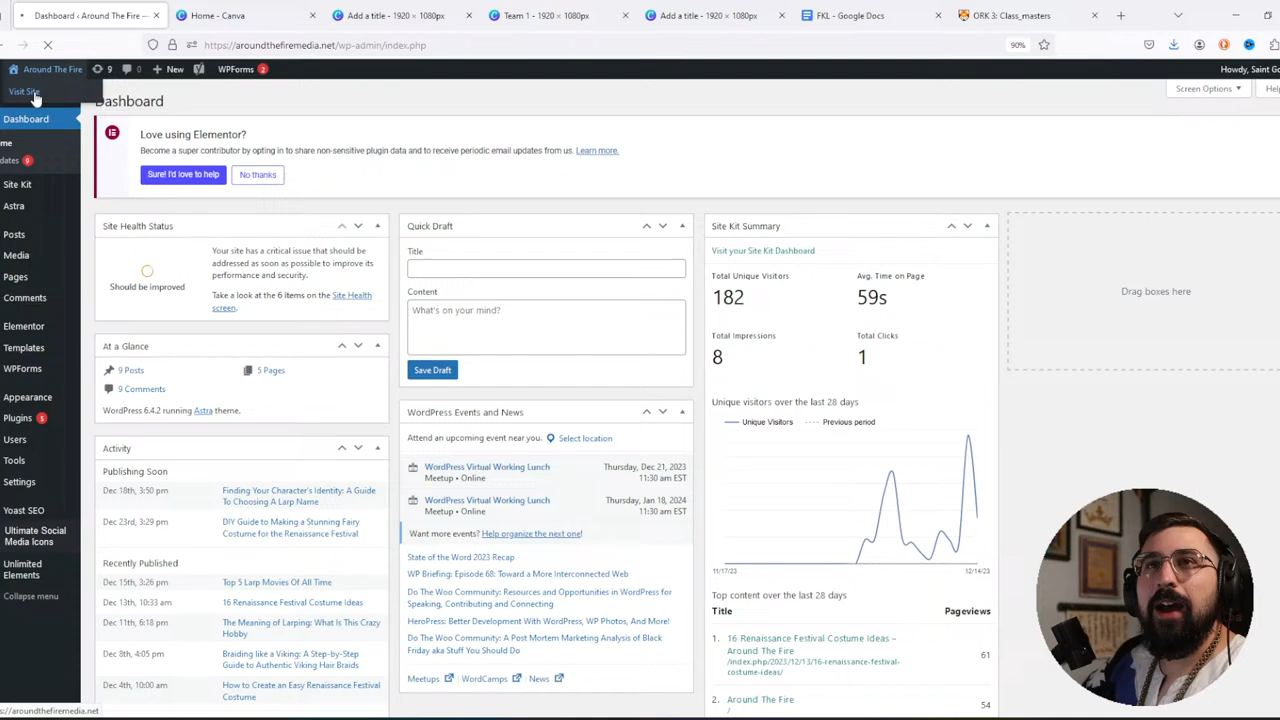 Dashboard ‹ Around The Fire —
Home - Canva
Add a title - 1920 × 1080px
Team 1 - 1920 × 1080px
Add a title - 1920 × 1080px
FKL - Google Docs
ORK 3: Class_masters
https://aroundthefiremedia.net/wp-admin/index.php
90%
Around The Fire
9
0
New
WPForms 2
Howdy, Saint Go
Visit Site
Dashboard
Screen Options
Help
Dashboard
Love using Elementor?
Become a super contributor by opting in to share non-sensitive plugin data and to receive periodic email updates from us. Learn more.
Sure! I'd love to help
No thanks
ome
dates 9
Site Kit
Astra
Posts
Media
Pages
Comments
Elementor
Templates
WPForms
Appearance
Plugins 5
Users
Tools
Settings
Yoast SEO
Ultimate Social
Media Icons
Unlimited
Elements
Collapse menu
Site Health Status
Should be improved
Your site has a critical issue that should be
addressed as soon as possible to improve its
performance and security.
Take a look at the 6 items on the Site Health
screen.
At a Glance
9 Posts
5 Pages
9 Comments
WordPress 6.4.2 running Astra theme.
Activity
Publishing Soon
Dec 18th, 3:50 pm
Finding Your Character's Identity: A Guide
To Choosing A Larp Name
Dec 23rd, 3:29 pm
DIY Guide to Making a Stunning Fairy
Costume for the Renaissance Festival
Recently Published
Dec 15th, 3:26 pm
Top 5 Larp Movies Of All Time
Dec 13th, 10:33 am
16 Renaissance Festival Costume Ideas
Dec 11th, 6:18 pm
The Meaning of Larping: What Is This Crazy
Hobby
Dec 8th, 4:05 pm
Braiding like a Viking: A Step-by-Step
Guide to Authentic Viking Hair Braids
Dec 4th, 10:00 am
How to Create an Easy Renaissance Festival
Costume
Quick Draft
Title
Content
What's on your mind?
Save Draft
WordPress Events and News
Attend an upcoming event near you.
Select location
WordPress Virtual Working Lunch
Meetup • Online
Thursday, Dec 21, 2023
11:30 am EST
WordPress Virtual Working Lunch
Meetup • Online
Thursday, Jan 18, 2024
11:30 am EST
Want more events? Help organize the next one!
State of the Word 2023 Recap
WP Briefing: Episode 68: Toward a More Interconnected Web
Do The Woo Community: Resources and Opportunities in WordPress for
Speaking, Contributing and Connecting
HeroPress: Better Development With WordPress, WP Photos, And More!
Do The Woo Community: A Post Mortem Marketing Analysis of Black
Friday aka Stuff You Should Do
Meetups
WordCamps
News
Site Kit Summary
Visit your Site Kit Dashboard
Total Unique Visitors
182
Avg. Time on Page
59s
Total Impressions
8
Total Clicks
1
Unique visitors over the last 28 days
Unique Visitors
Previous period
11/17/23
12/14/23
Top content over the last 28 days
Title
Pageviews
1.
16 Renaissance Festival Costume Ideas –
Around The Fire
/index.php/2023/12/13/16-renaissance-festival-
costume-ideas/
61
2.
Around The Fire
/
54
Drag boxes here
s://aroundthefiremedia.net